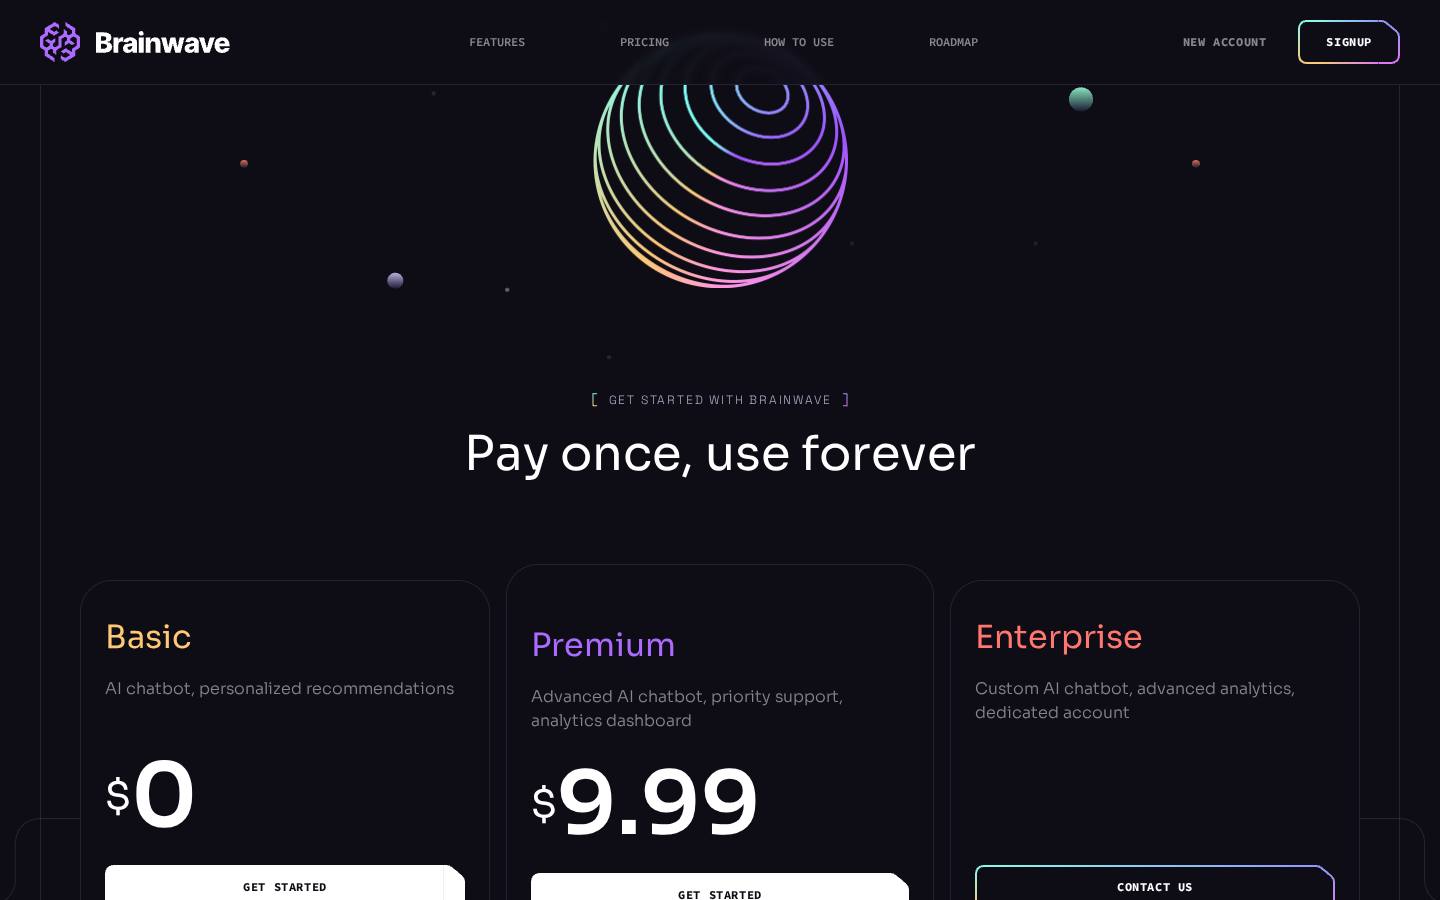 Brainwave
FEATURES
PRICING
HOW TO USE
ROADMAP
NEW ACCOUNT
SIGNUP
[ GET STARTED WITH BRAINWAVE ]
Pay once, use forever
Basic
AI chatbot, personalized recommendations
$0
GET STARTED
Premium
Advanced AI chatbot, priority support,
analytics dashboard
$9.99
GET STARTED
Enterprise
Custom AI chatbot, advanced analytics,
dedicated account
CONTACT US